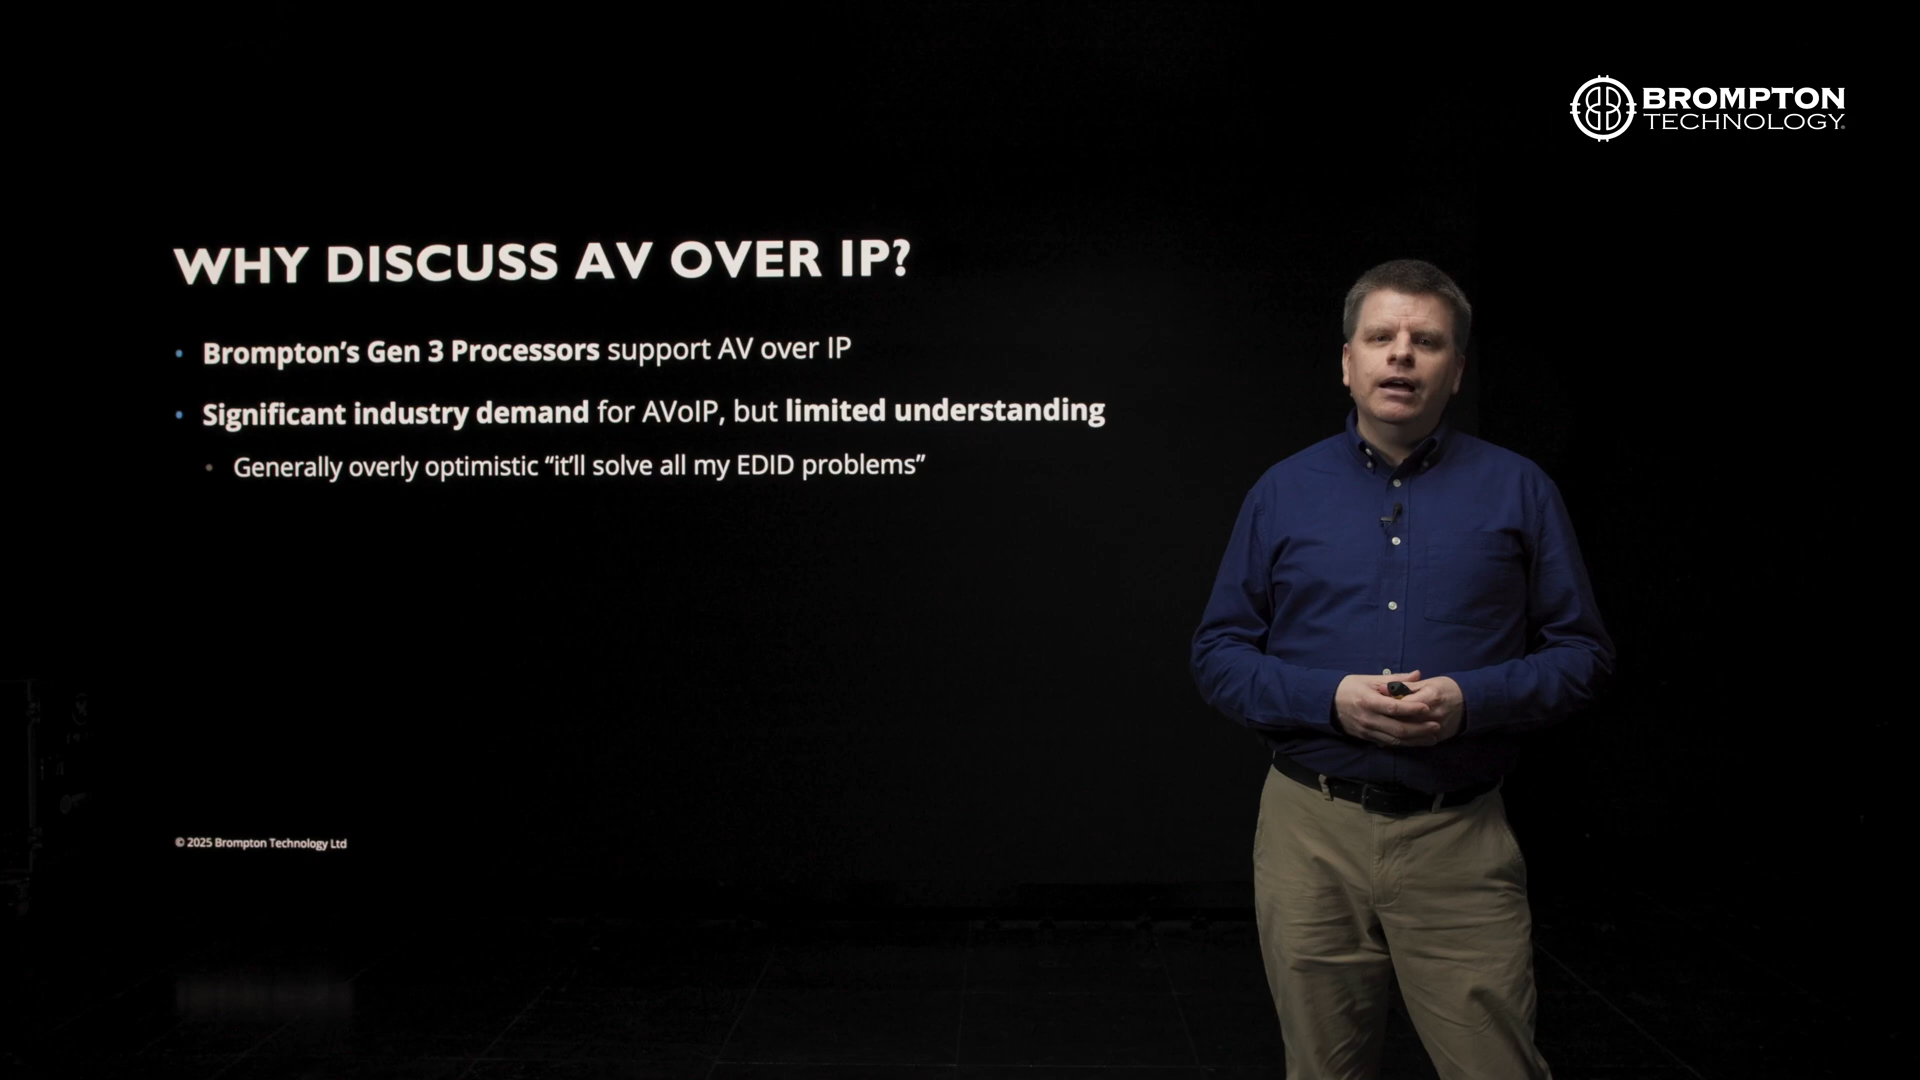 BROMPTON
TECHNOLOGY
WHY DISCUSS AV OVER IP?
• Brompton's Gen 3 Processors support AV over IP
• Significant industry demand for AVoIP, but limited understanding
• Generally overly optimistic “it'll solve all my EDID problems”
© 2025 Brompton Technology Ltd